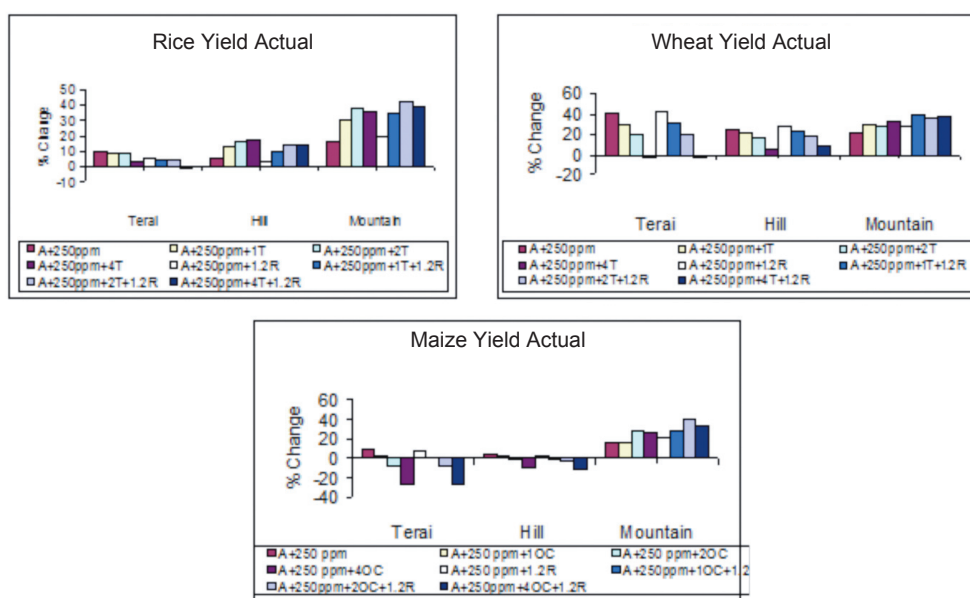 Rice Yield Actual
% Change
50
40
30
20
10
0
-10
Terai
Hill
Mountain
A+250ppm
A+250ppm+1T
A+250ppm+2T
A+250ppm+4T
A+250ppm+1.2R
A+250ppm+1T+1.2R
A+250ppm+2T+1.2R
A+250ppm+4T+1.2R
Wheat Yield Actual
% Change
60
40
20
0
-20
Terai
Hill
Mountain
A+250ppm
A+250ppm+1T
A+250ppm+2T
A+250ppm+4T
A+250ppm+1.2R
A+250ppm+1T+1.2R
A+250ppm+2T+1.2R
A+250ppm+4T+1.2R
Maize Yield Actual
% Change
60
40
20
0
-20
-40
Terai
Hill
Mountain
A+250 ppm
A+250 ppm+1OC
A+250 ppm+2OC
A+250 ppm+4OC
A+250ppm+1.2R
A+250ppm+1OC+1.2
A+250ppm+2OC+1.2R
A+250ppm+4OC+1.2R